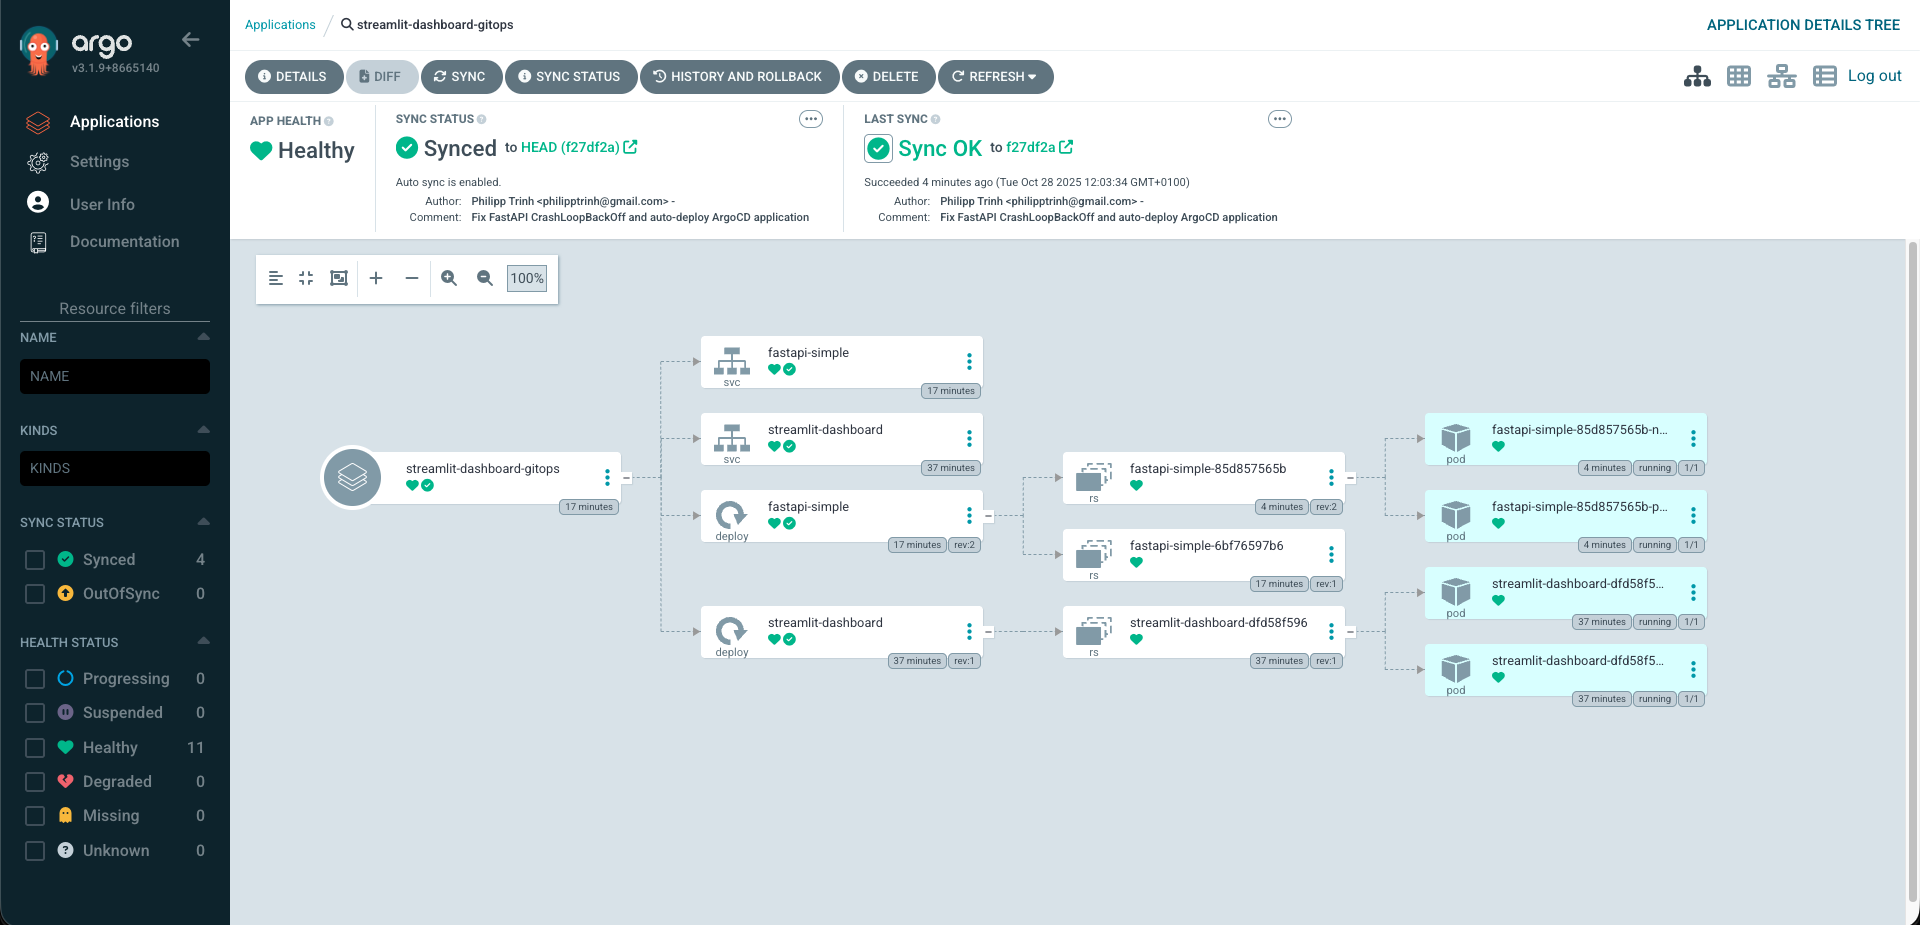 argo
v3.1.9+8665140
Applications
Settings
User Info
Documentation
Resource filters
NAME
NAME
KINDS
KINDS
SYNC STATUS
Synced 4
OutOfSync 0
HEALTH STATUS
Progressing 0
Suspended 0
Healthy 11
Degraded 0
Missing 0
Unknown 0
Applications / streamlit-dashboard-gitops
APPLICATION DETAILS TREE
DETAILS DIFF SYNC SYNC STATUS HISTORY AND ROLLBACK DELETE REFRESH
Log out
APP HEALTH
Healthy
SYNC STATUS
Synced to HEAD (f27df2a)
Auto sync is enabled.
Author: Philipp Trinh <philipptrinh@gmail.com> -
Comment: Fix FastAPI CrashLoopBackOff and auto-deploy ArgoCD application
LAST SYNC
Sync OK to f27df2a
Succeeded 4 minutes ago (Tue Oct 28 2025 12:03:34 GMT+0100)
Author: Philipp Trinh <philipptrinh@gmail.com> -
Comment: Fix FastAPI CrashLoopBackOff and auto-deploy ArgoCD application
100%
streamlit-dashboard-gitops
17 minutes
fastapi-simple
svc
17 minutes
streamlit-dashboard
svc
37 minutes
fastapi-simple
deploy
17 minutes rev:2
streamlit-dashboard
deploy
37 minutes rev:1
fastapi-simple-85d857565b
rs
4 minutes rev:2
fastapi-simple-6bf76597b6
rs
17 minutes rev:1
streamlit-dashboard-dfd58f596
rs
37 minutes rev:1
fastapi-simple-85d857565b-n...
pod
4 minutes running 1/1
fastapi-simple-85d857565b-p...
pod
4 minutes running 1/1
streamlit-dashboard-dfd58f5...
pod
37 minutes running 1/1
streamlit-dashboard-dfd58f5...
pod
37 minutes running 1/1